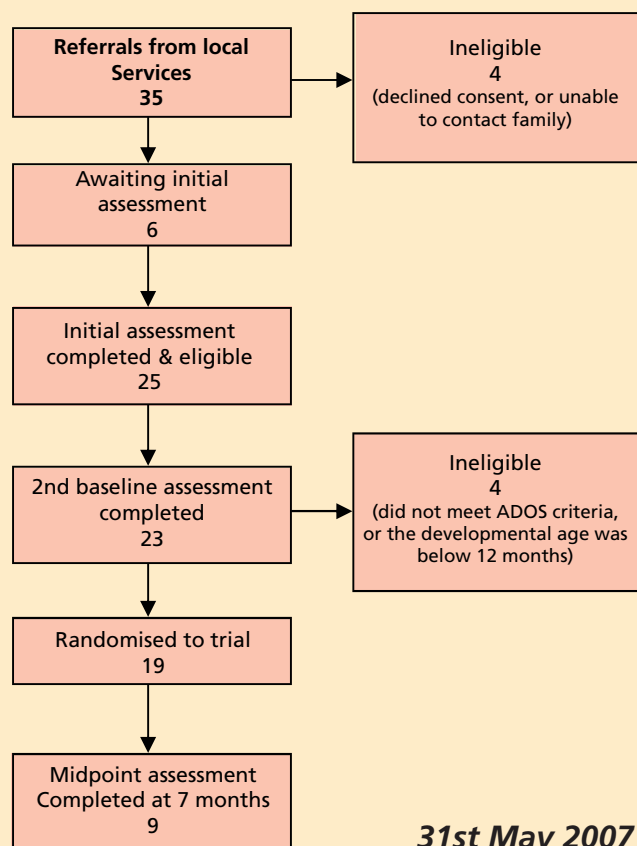 Referrals from local
Services
35
Ineligible
4
(declined consent, or unable
to contact family)
Awaiting initial
assessment
6
Initial assessment
completed & eligible
25
2nd baseline assessment
completed
23
Ineligible
4
(did not meet ADOS criteria,
or the developmental age was
below 12 months)
Randomised to trial
19
Midpoint assessment
Completed at 7 months
9
31st May 2007